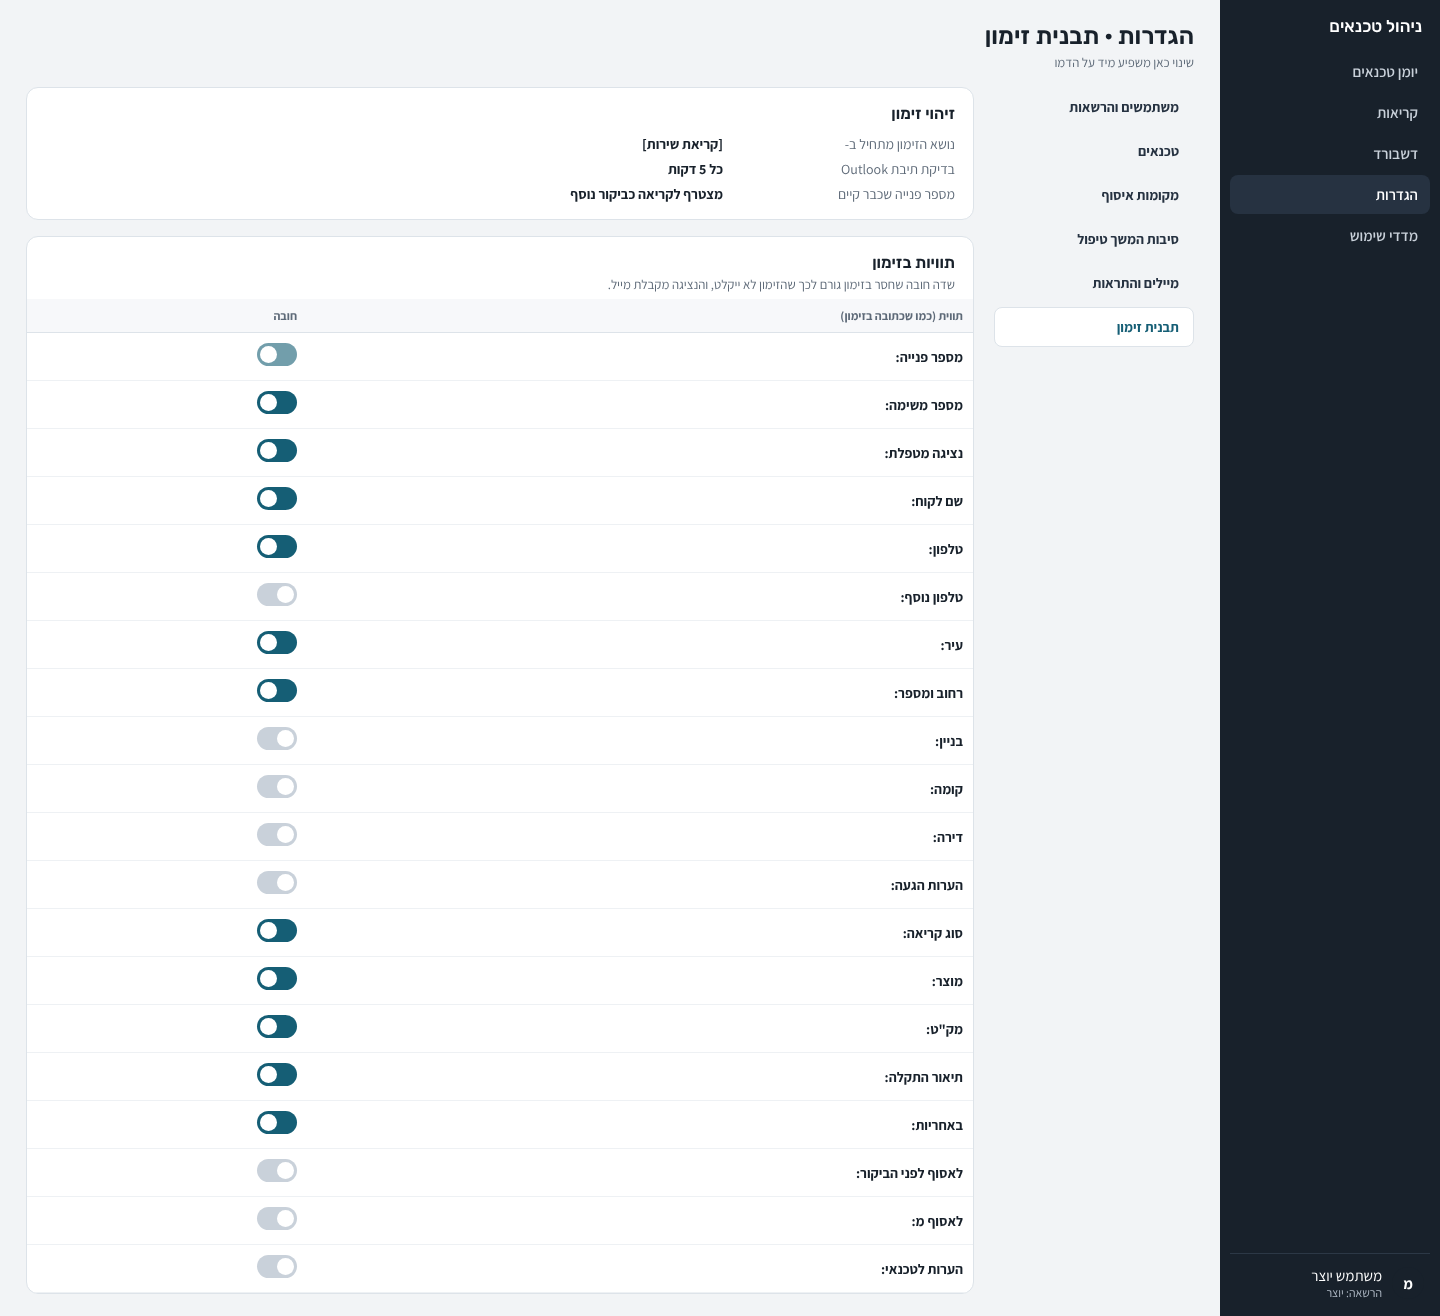 ניהול טכנאים
יומן טכנאים
קריאות
דשבורד
הגדרות
מדדי שימוש
משתמש יוצר
הרשאה: יוצר
מ
הגדרות • תבנית זימון
שינוי כאן משפיע מיד על הדמו
משתמשים והרשאות
טכנאים
מקומות איסוף
סיבות המשך טיפול
מיילים והתראות
תבנית זימון
זיהוי זימון
נושא הזימון מתחיל ב- [קריאת שירות]
בדיקת תיבת Outlook כל 5 דקות
מספר פנייה שכבר קיים מצטרף לקריאה כביקור נוסף
תוויות בזימון
שדה חובה שחסר בזימון גורם לכך שהזימון לא ייקלט, והנציגה מקבלת מייל.
תווית (כמו שכתובה בזימון) חובה
מספר פנייה:
מספר משימה:
נציגה מטפלת:
שם לקוח:
טלפון:
טלפון נוסף:
עיר:
רחוב ומספר:
בניין:
קומה:
דירה:
הערות הגעה:
סוג קריאה:
מוצר:
מק"ט:
תיאור התקלה:
באחריות:
לאסוף לפני הביקור:
לאסוף מ:
הערות לטכנאי: